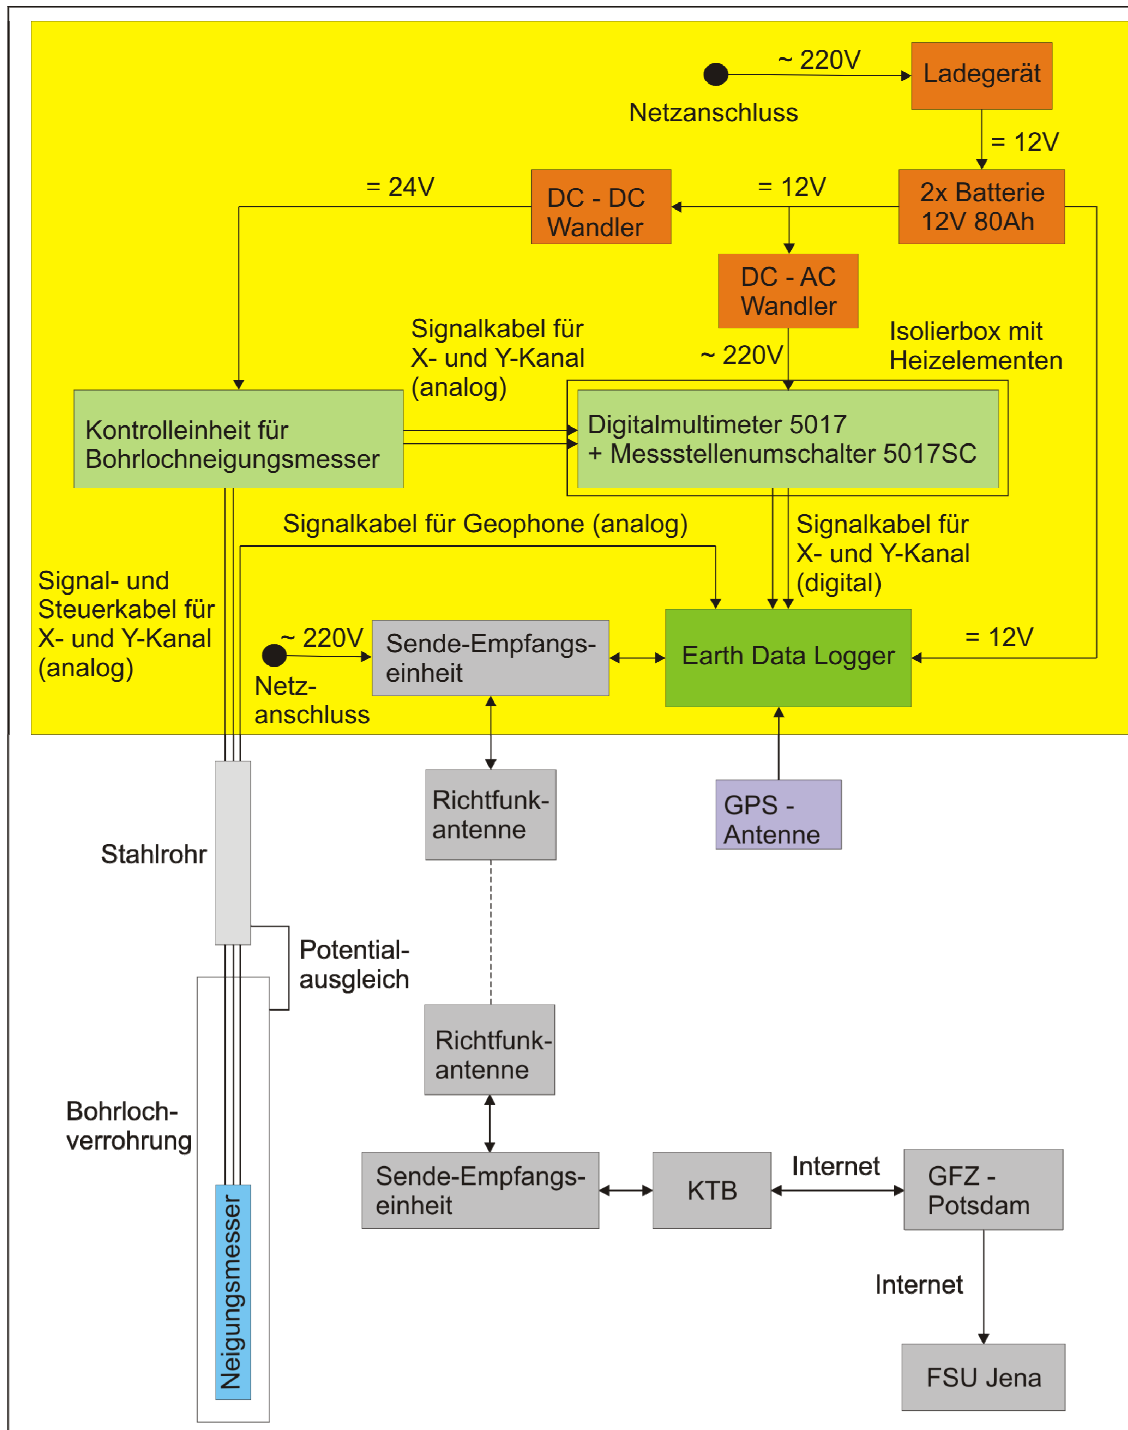 ~ 220V
Ladegerät
Netzanschluss
= 12V
= 24V
DC - DC
Wandler
= 12V
2x Batterie
12V 80Ah
DC - AC
Wandler
Signalkabel für
X- und Y-Kanal
(analog)
~ 220V
Isolierbox mit
Heizelementen
Kontrolleinheit für
Bohrlochneigungsmesser
Digitalmultimeter 5017
+ Messstellenumschalter 5017SC
Signalkabel für Geophone (analog)
Signalkabel für
X- und Y-Kanal
(digital)
Signal- und
Steuerkabel für
X- und Y-Kanal
(analog)
~ 220V
Netz-
anschluss
Sende-Empfangs-
einheit
Earth Data Logger
= 12V
Richtfunk-
antenne
GPS -
Antenne
Stahlrohr
Potential-
ausgleich
Richtfunk-
antenne
Bohrloch-
verrohrung
Neigungsmesser
Sende-Empfangs-
einheit
KTB
Internet
GFZ -
Potsdam
Internet
FSU Jena